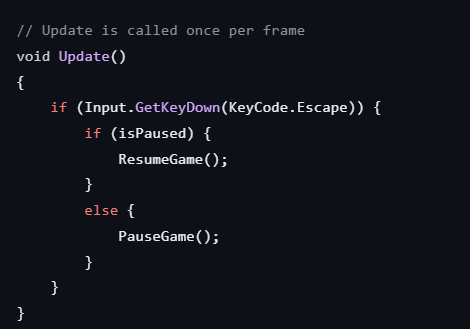 // Update is called once per frame
void Update()
{
    if (Input.GetKeyDown(KeyCode.Escape)) {
        if (isPaused) {
            ResumeGame();
        }
        else {
            PauseGame();
        }
    }
}